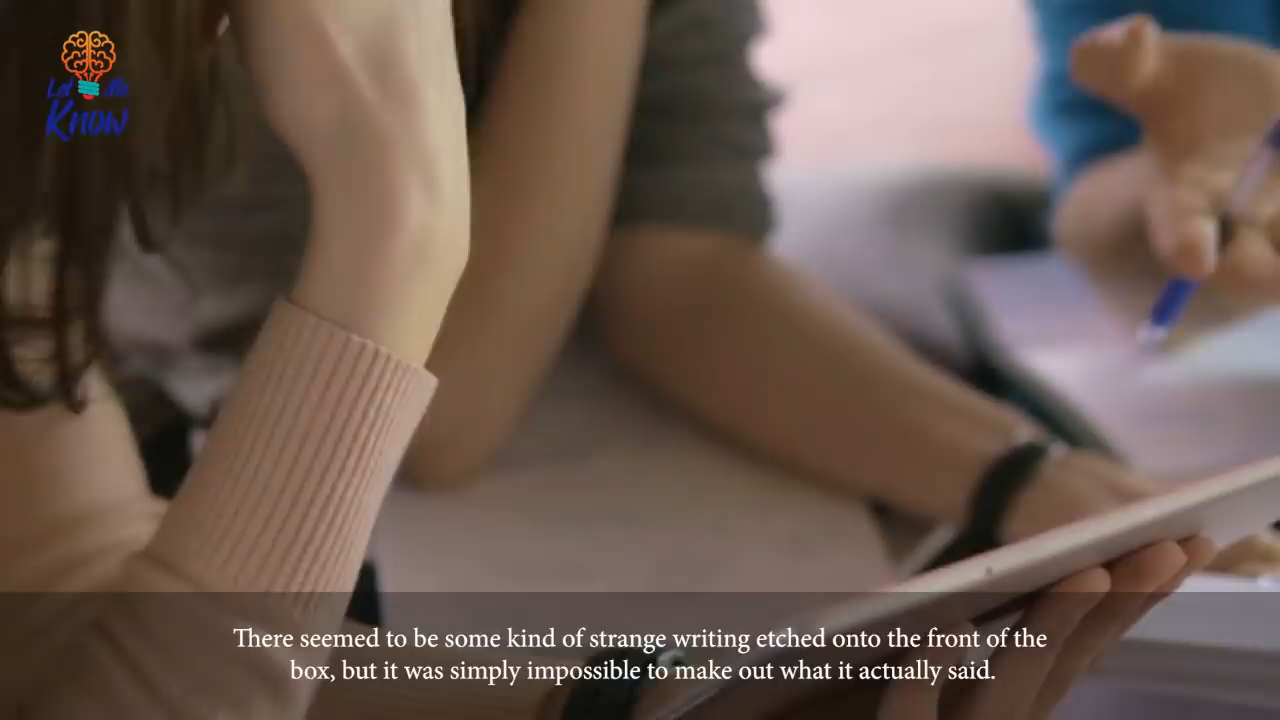 Let Me
Know
There seemed to be some kind of strange writing etched onto the front of the
box, but it was simply impossible to make out what it actually said.